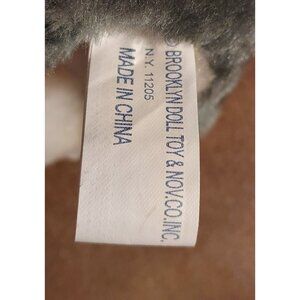 © BROOKLYN DOLL TOY & NOV.CO.INC.
N.Y. 11205
MADE IN CHINA